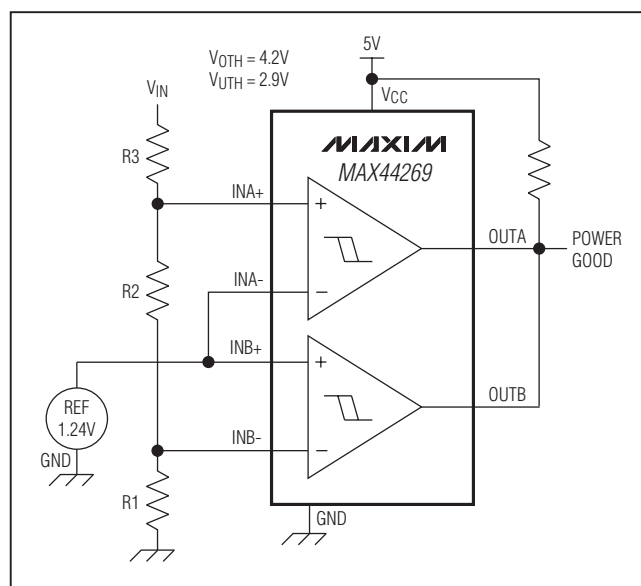 VOTH = 4.2V
VUTH = 2.9V
5V
VIN
VCC
MAXIM
MAX44269
R3
INA+
+
OUTA
POWER
GOOD
R2
INA-
−
INB+
+
REF
1.24V
OUTB
GND
INB-
−
R1
GND